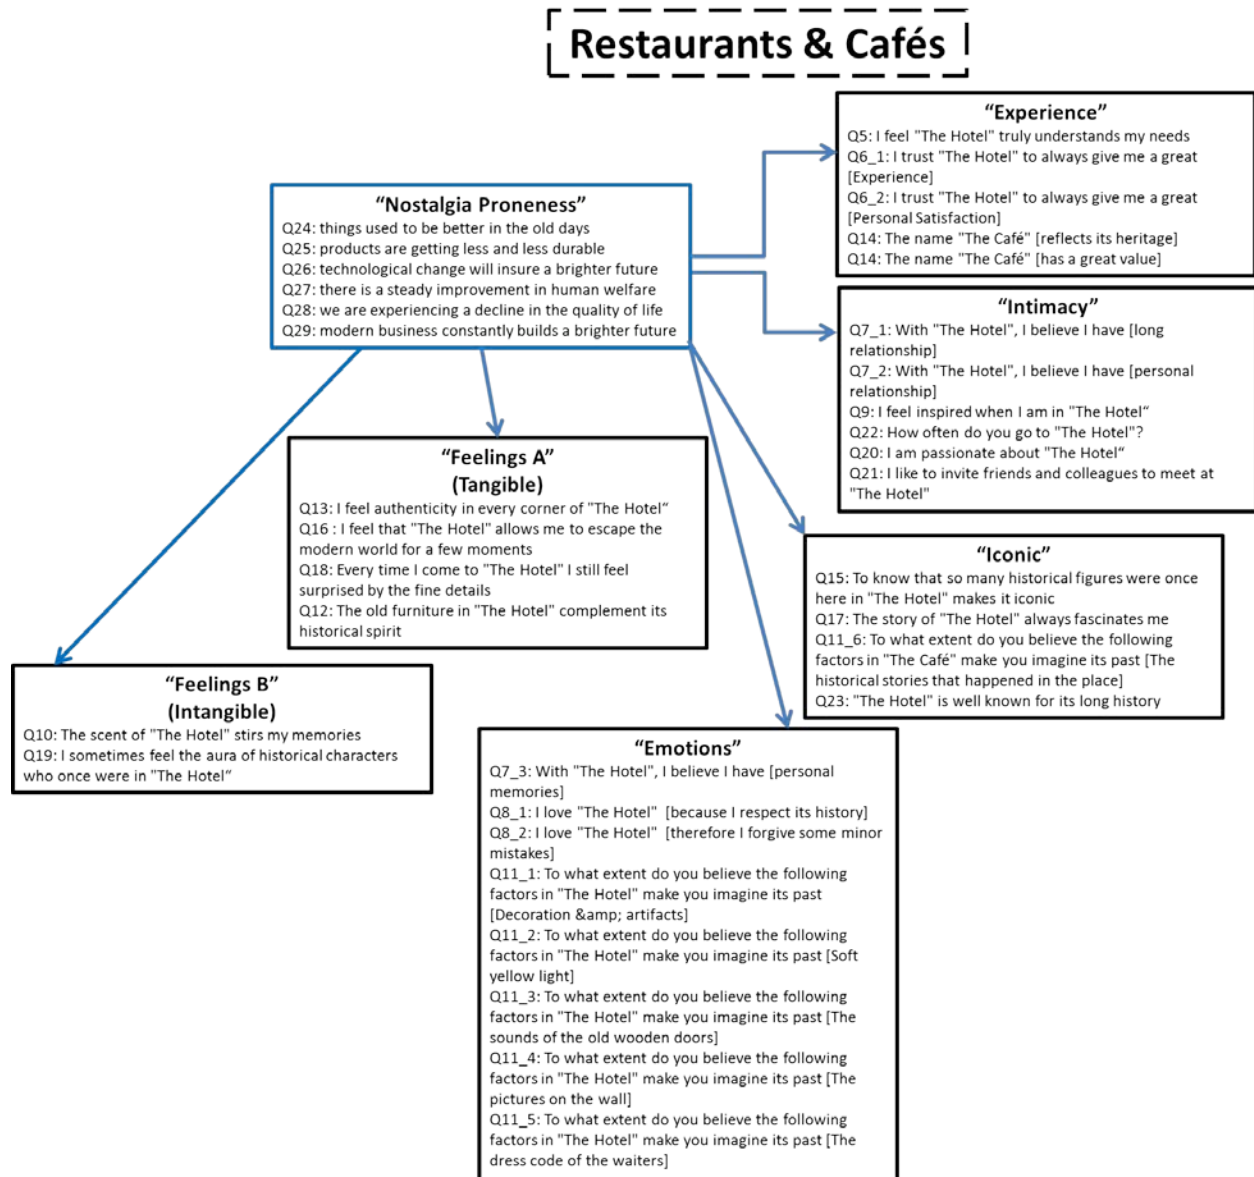 Restaurants & Cafés
“Experience”
Q5: I feel "The Hotel" truly understands my needs
Q6_1: I trust "The Hotel" to always give me a great
[Experience]
Q6_2: I trust "The Hotel" to always give me a great
[Personal Satisfaction]
Q14: The name "The Café" [reflects its heritage]
Q14: The name "The Café" [has a great value]
“Nostalgia Proneness”
Q24: things used to be better in the old days
Q25: products are getting less and less durable
Q26: technological change will insure a brighter future
Q27: there is a steady improvement in human welfare
Q28: we are experiencing a decline in the quality of life
Q29: modern business constantly builds a brighter future
“Intimacy”
Q7_1: With "The Hotel", I believe I have [long
relationship]
Q7_2: With "The Hotel", I believe I have [personal
relationship]
Q9: I feel inspired when I am in "The Hotel“
Q22: How often do you go to "The Hotel"?
Q20: I am passionate about "The Hotel“
Q21: I like to invite friends and colleagues to meet at
"The Hotel"
“Feelings A”
(Tangible)
Q13: I feel authenticity in every corner of "The Hotel“
Q16 : I feel that "The Hotel" allows me to escape the
modern world for a few moments
Q18: Every time I come to "The Hotel" I still feel
surprised by the fine details
Q12: The old furniture in "The Hotel" complement its
historical spirit
“Iconic”
Q15: To know that so many historical figures were once
here in "The Hotel" makes it iconic
Q17: The story of "The Hotel" always fascinates me
Q11_6: To what extent do you believe the following
factors in "The Café" make you imagine its past [The
historical stories that happened in the place]
Q23: "The Hotel" is well known for its long history
“Feelings B”
(Intangible)
Q10: The scent of "The Hotel" stirs my memories
Q19: I sometimes feel the aura of historical characters
who once were in "The Hotel“
“Emotions”
Q7_3: With "The Hotel", I believe I have [personal
memories]
Q8_1: I love "The Hotel"  [because I respect its history]
Q8_2: I love "The Hotel"  [therefore I forgive some minor
mistakes]
Q11_1: To what extent do you believe the following
factors in "The Hotel" make you imagine its past
[Decoration &amp; artifacts]
Q11_2: To what extent do you believe the following
factors in "The Hotel" make you imagine its past [Soft
yellow light]
Q11_3: To what extent do you believe the following
factors in "The Hotel" make you imagine its past [The
sounds of the old wooden doors]
Q11_4: To what extent do you believe the following
factors in "The Hotel" make you imagine its past [The
pictures on the wall]
Q11_5: To what extent do you believe the following
factors in "The Hotel" make you imagine its past [The
dress code of the waiters]